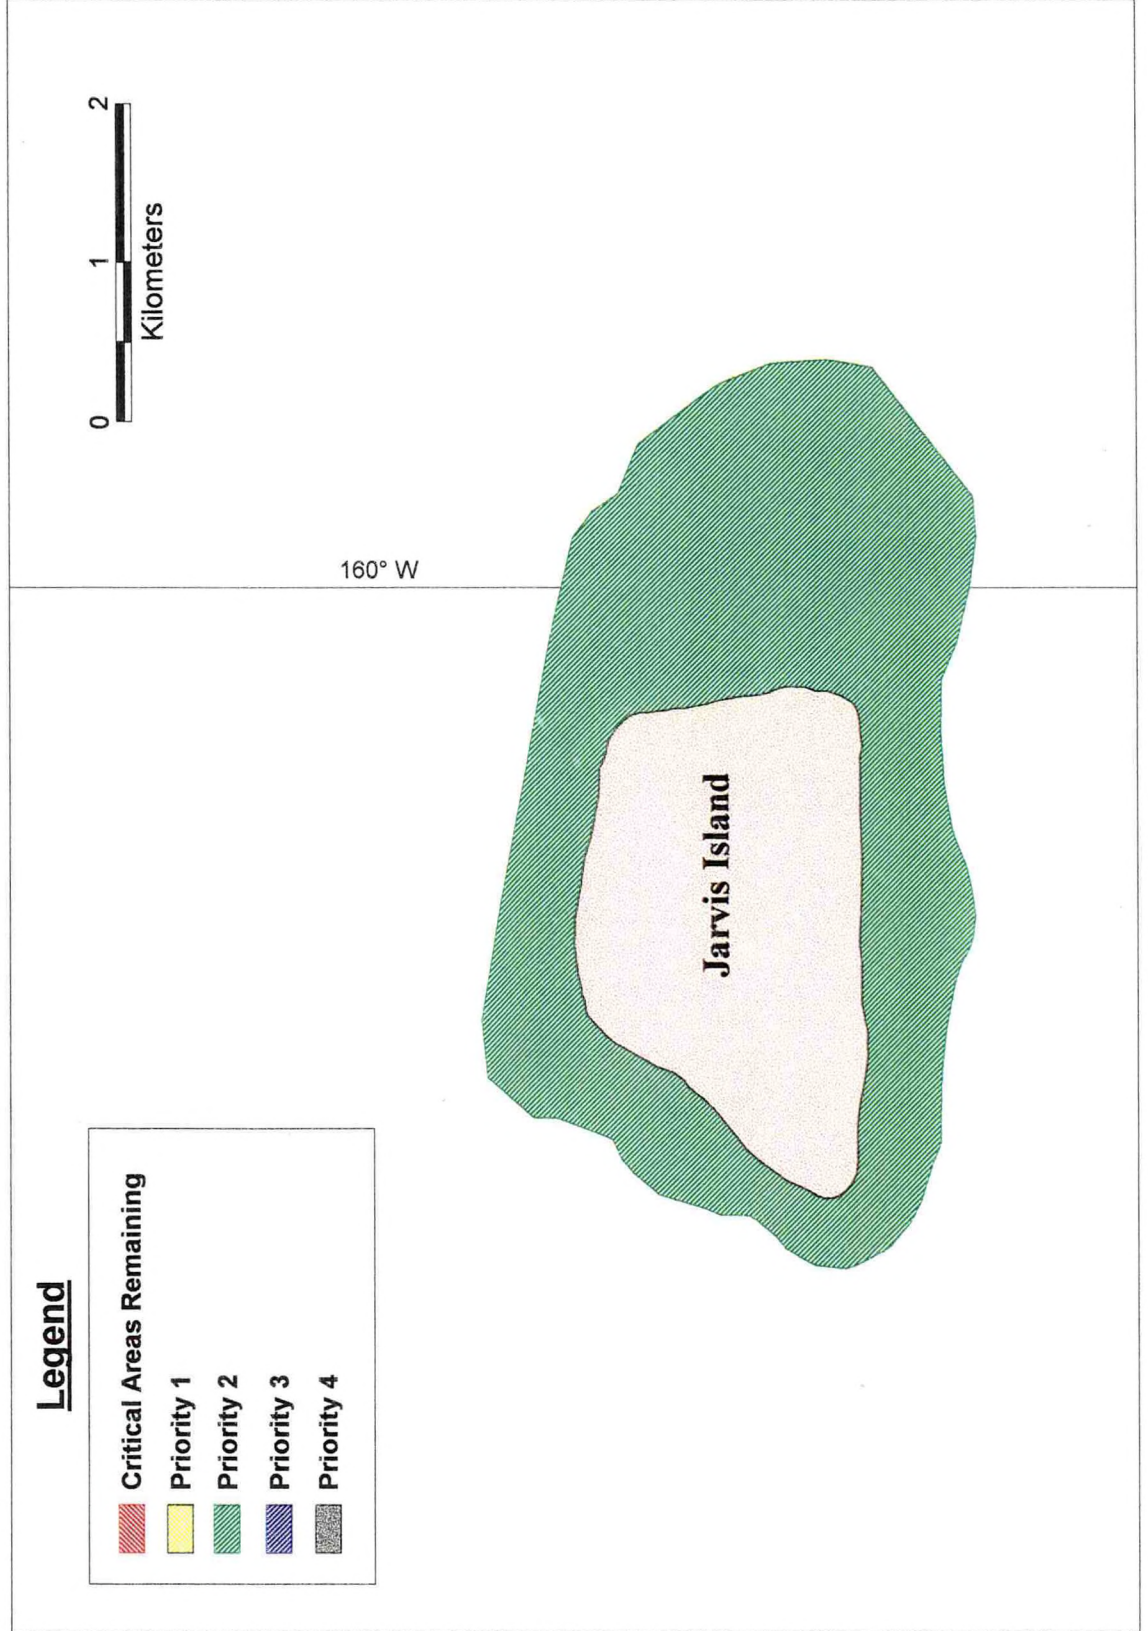 Legend
Critical Areas Remaining
Priority 1
Priority 2
Priority 3
Priority 4
0 1 2
Kilometers
160° W
Jarvis Island